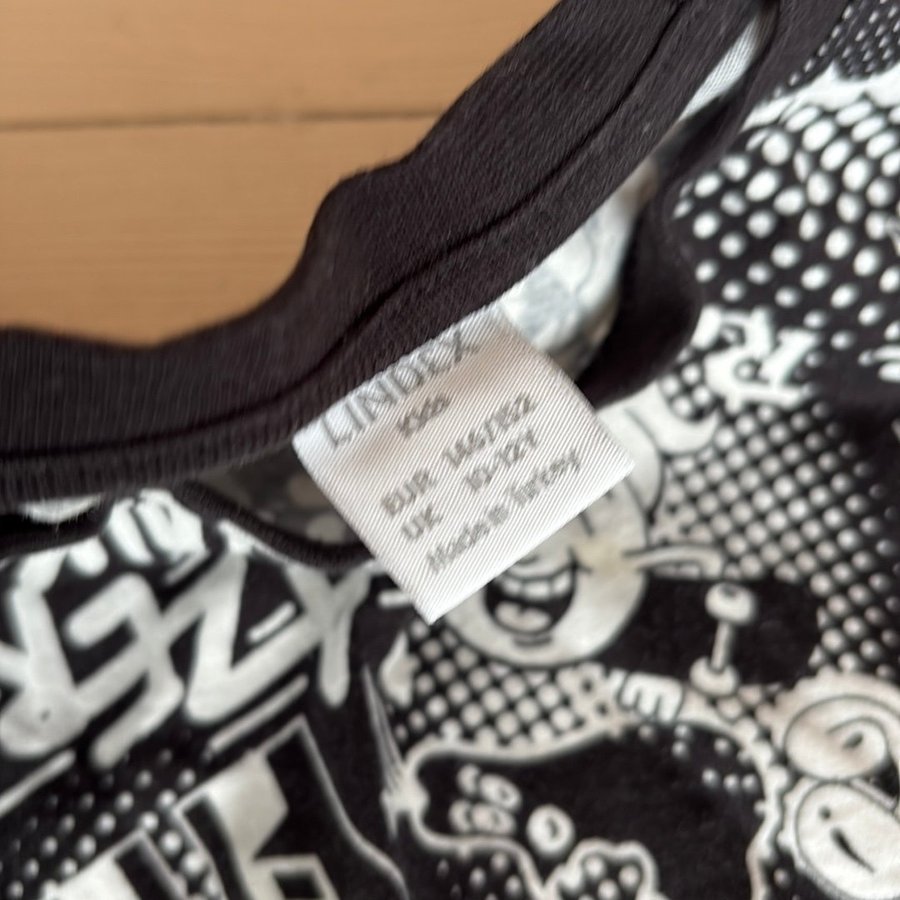 LINDEX
Kids
EUR 146/152
UK 10-12Y
Made in Turkey